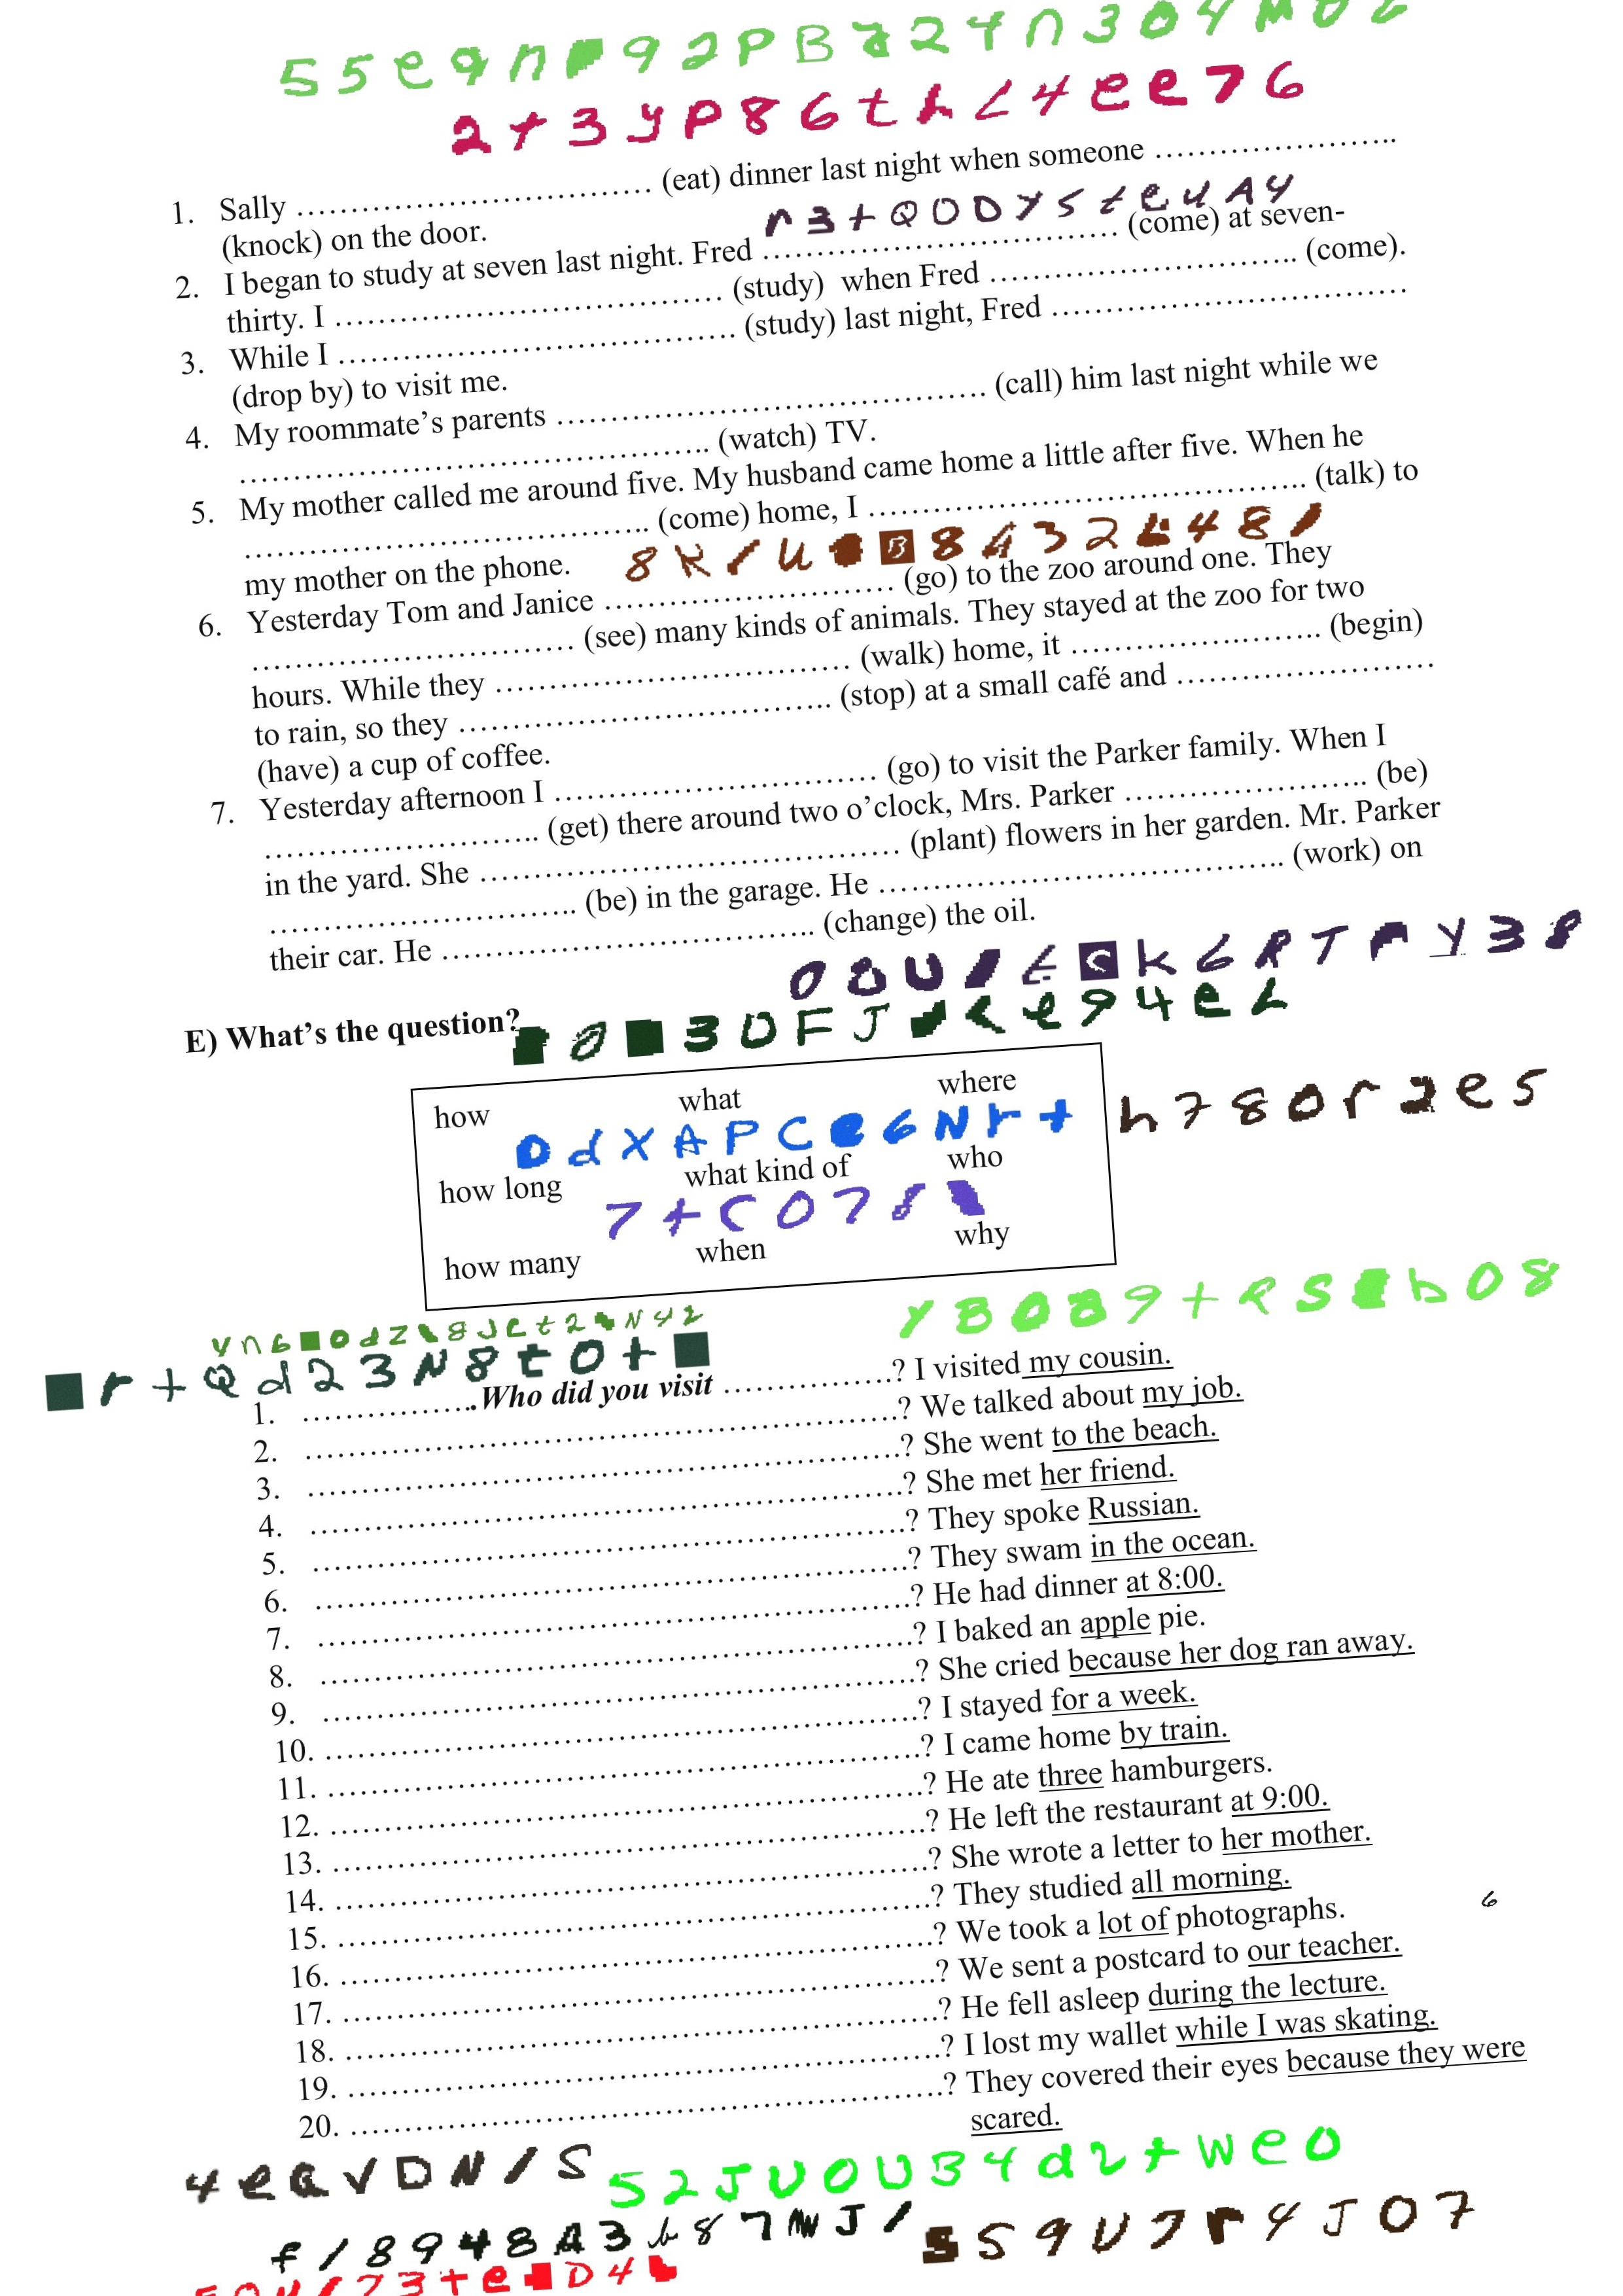 2+3yp86thL4ee76
1. Sally ................................. (eat) dinner last night when someone ......................
(knock) on the door.
r3+QODYSteuAY
2. I began to study at seven last night. Fred ................................. (come) at seven-
thirty. I .................................... (study) when Fred ............................. (come).
3. While I ..................................... (study) last night, Fred .................................
(drop by) to visit me.
4. My roommate's parents ........................................ (call) him last night while we
............................................ (watch) TV.
5. My mother called me around five. My husband came home a little after five. When he
...................................... (come) home, I ......................................... (talk) to
my mother on the phone.
6. Yesterday Tom and Janice ........................... (go) to the zoo around one. They
.............................. (see) many kinds of animals. They stayed at the zoo for two
hours. While they ................................. (walk) home, it ........................ (begin)
to rain, so they ................................... (stop) at a small café and ........................
(have) a cup of coffee.
7. Yesterday afternoon I .............................. (go) to visit the Parker family. When I
.......................... (get) there around two o'clock, Mrs. Parker ....................... (be)
in the yard. She ....................................... (plant) flowers in her garden. Mr. Parker
............................. (be) in the garage. He ...................................... (work) on
their car. He ................................... (change) the oil.
E) What's the question?
how what where
h780r2e5
DdXAPCe6Nr+
how long what kind of who
how many when why
1. .................Who did you visit ................? I visited my cousin.
2. .......................................................? We talked about my job.
3. .......................................................? She went to the beach.
4. .......................................................? She met her friend.
5. .......................................................? They spoke Russian.
6. .......................................................? They swam in the ocean.
7. .......................................................? He had dinner at 8:00.
8. .......................................................? I baked an apple pie.
9. .......................................................? She cried because her dog ran away.
10. .......................................................? I stayed for a week.
11. .......................................................? I came home by train.
12. .......................................................? He ate three hamburgers.
13. .......................................................? He left the restaurant at 9:00.
14. .......................................................? She wrote a letter to her mother.
15. .......................................................? They studied all morning.
16. .......................................................? We took a lot of photographs.
17. .......................................................? We sent a postcard to our teacher.
18. .......................................................? He fell asleep during the lecture.
19. .......................................................? I lost my wallet while I was skating.
20. .......................................................? They covered their eyes because they were
scared.
6
4eQVDN/S
52JU0UB4d2+weo